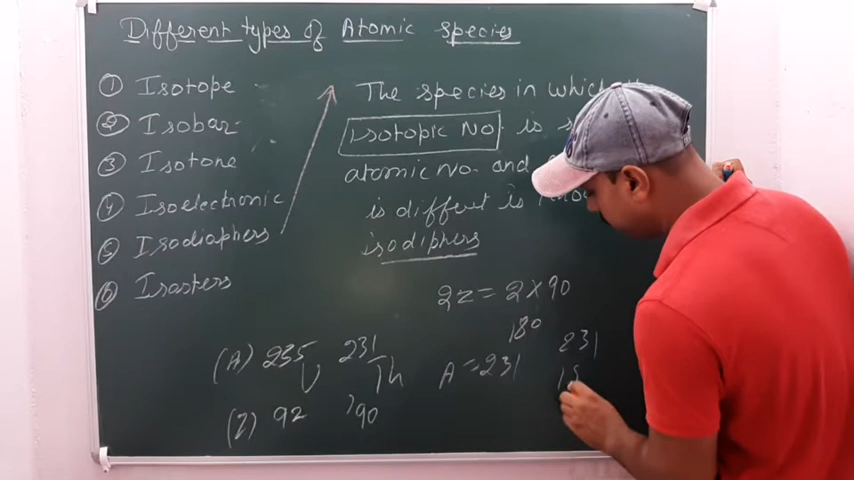 Different types of Atomic species
① Isotope
② Isobar
③ Isotone
④ Isoelectronic
⑤ Isodiaphers
⑥ Isasters
The species in which
isotopic No. is
atomic No. and
is diffent is
isodiphers
2z = 2 × 90
180
A = 231
231
(A) 235 U 231 Th
(Z) 92 90